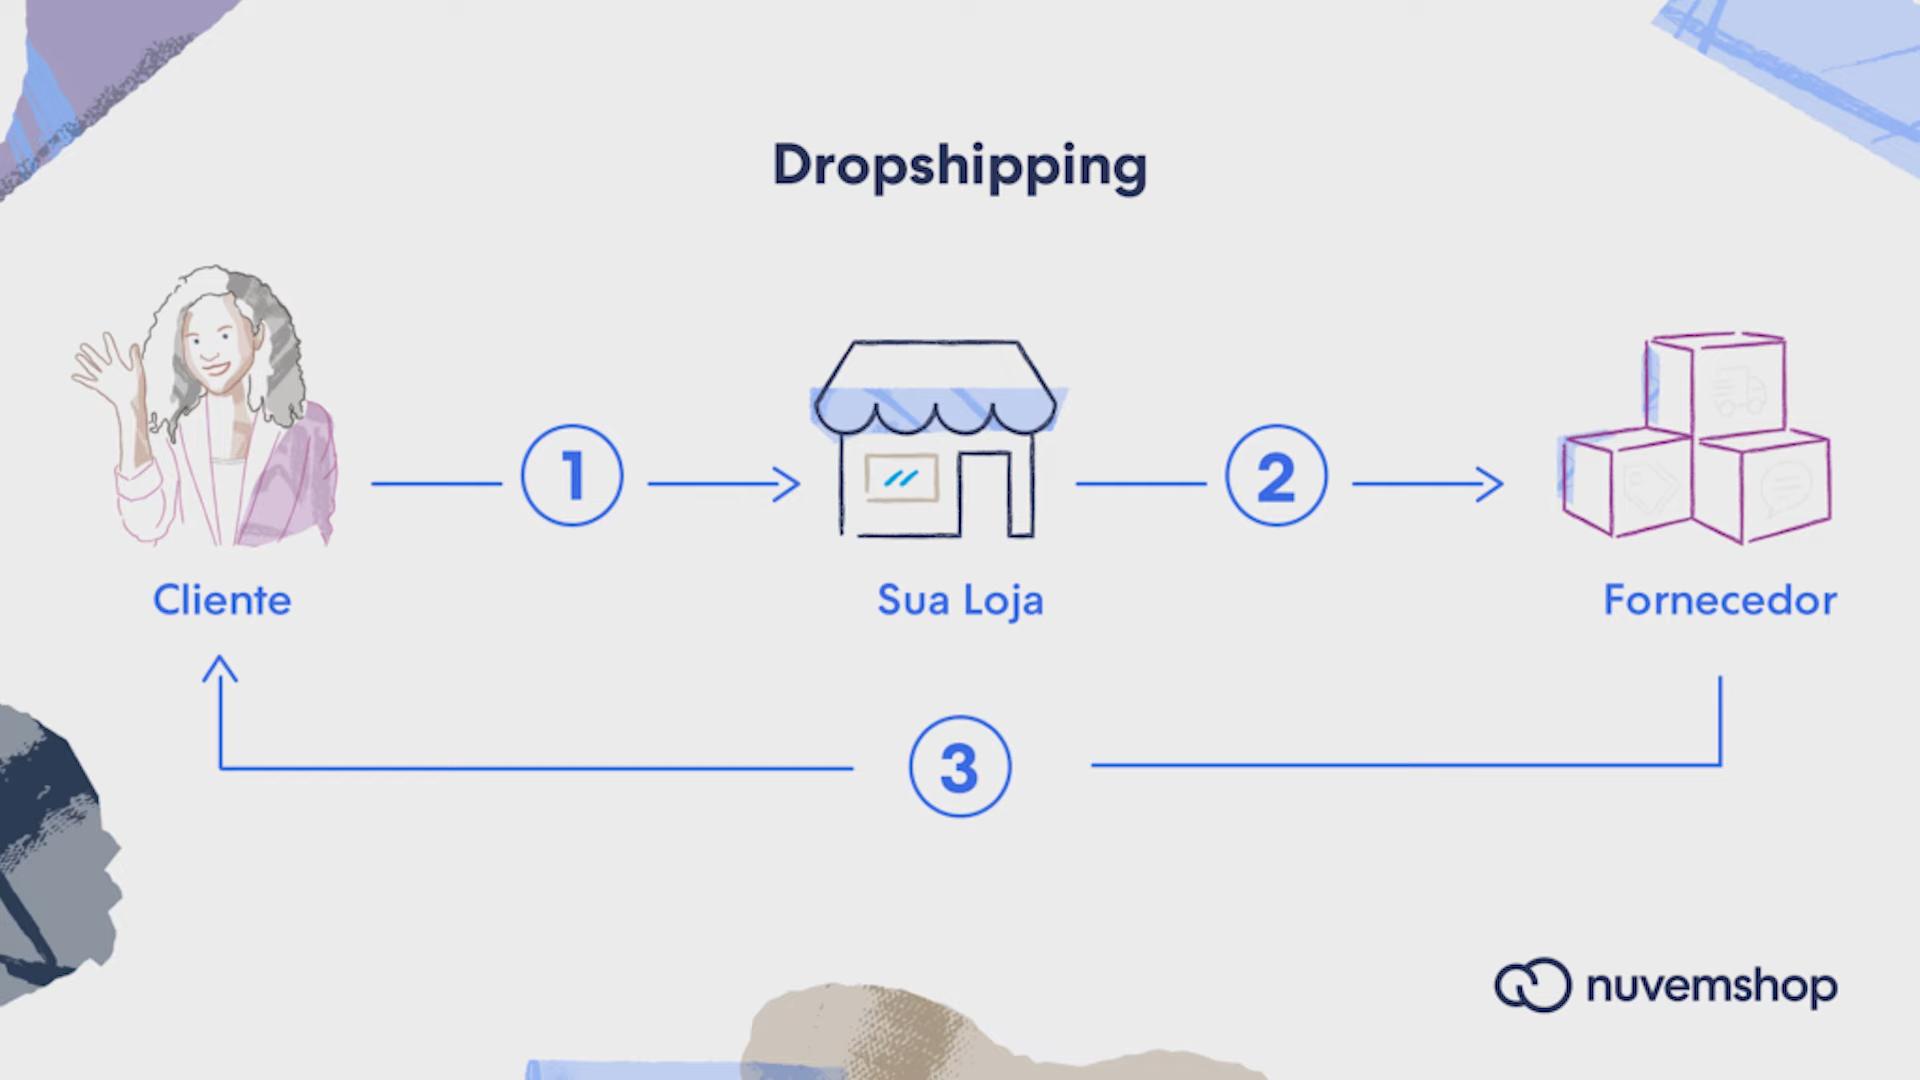 Dropshipping
1
2
Cliente
Sua Loja
Fornecedor
3
nuvemshop